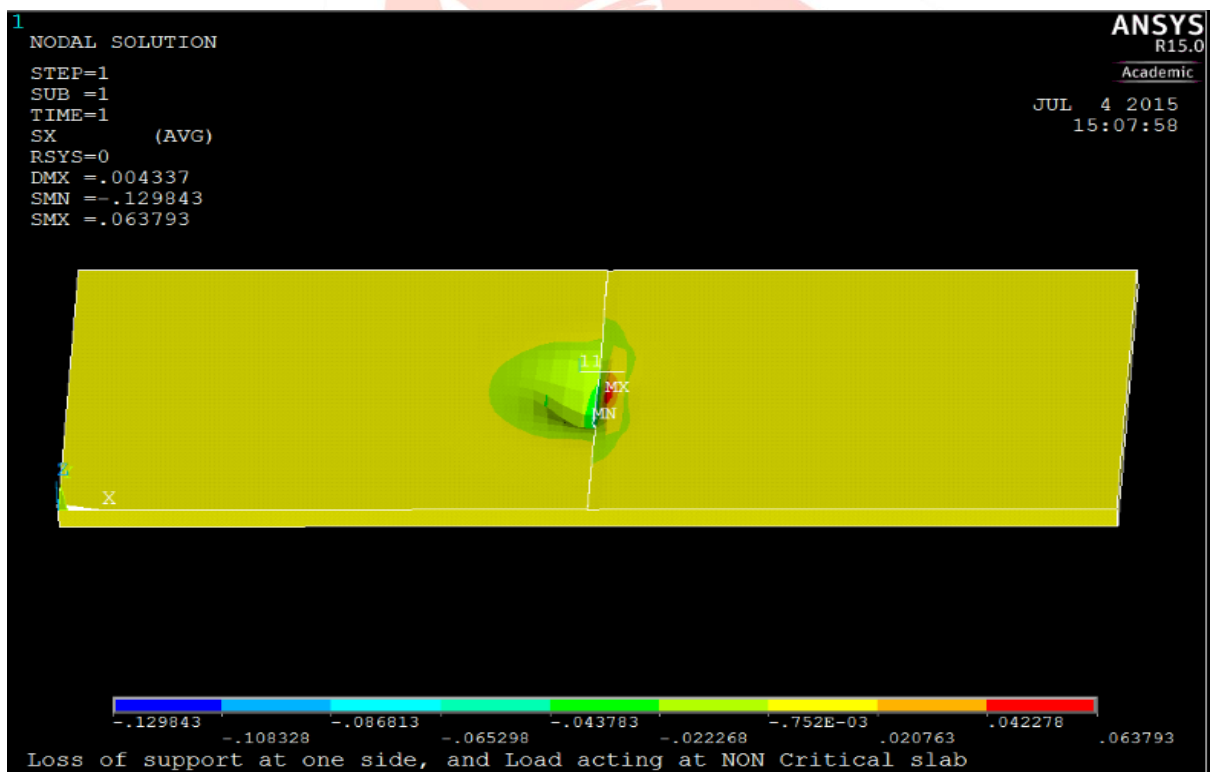 1
NODAL SOLUTION
STEP=1
SUB =1
TIME=1
SX (AVG)
RSYS=0
DMX =.004337
SMN =-.129843
SMX =.063793
ANSYS
R15.0
Academic
JUL 4 2015
15:07:58
11
MX
MN
Z
X
-.129843 -.086813 -.043783 -.752E-03 .042278
-.108328 -.065298 -.022268 .020763 .063793
Loss of support at one side, and Load acting at NON Critical slab